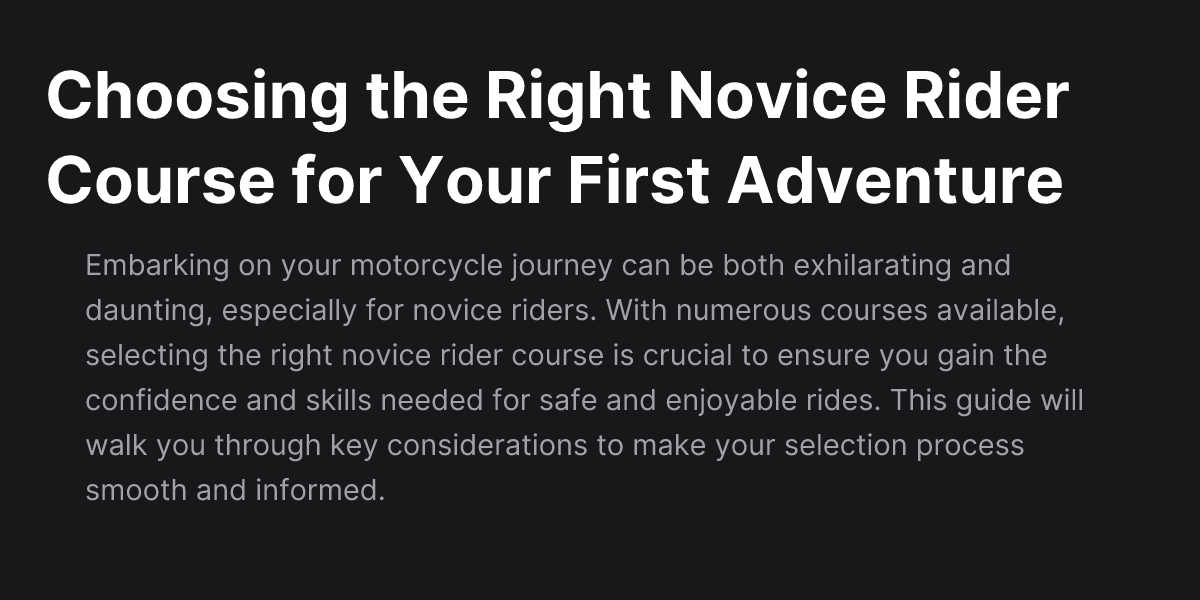 Choosing the Right Novice Rider
Course for Your First Adventure
Embarking on your motorcycle journey can be both exhilarating and
daunting, especially for novice riders. With numerous courses available,
selecting the right novice rider course is crucial to ensure you gain the
confidence and skills needed for safe and enjoyable rides. This guide will
walk you through key considerations to make your selection process
smooth and informed.